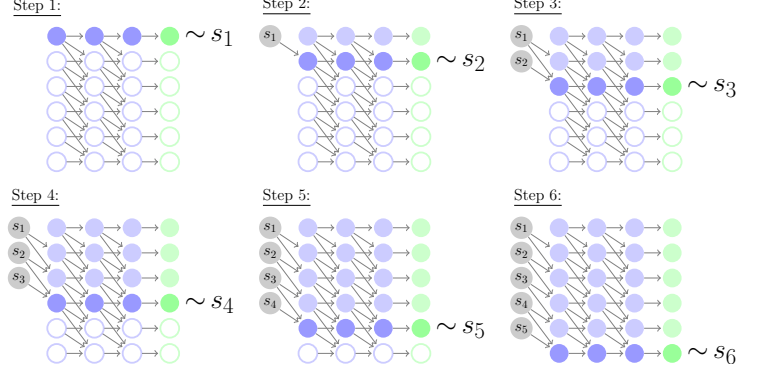 Step 1:
~ s1
Step 2:
s1
~ s2
Step 3:
s1
s2
~ s3
Step 4:
s1
s2
s3
~ s4
Step 5:
s1
s2
s3
s4
~ s5
Step 6:
s1
s2
s3
s4
s5
~ s6